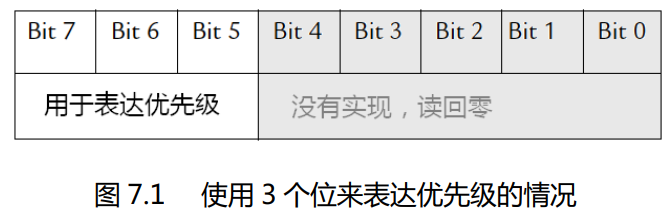 Bit 7 Bit 6 Bit 5 Bit 4 Bit 3 Bit 2 Bit 1 Bit 0
用于表达优先级 没有实现，读回零
图 7.1 使用 3 个位来表达优先级的情况